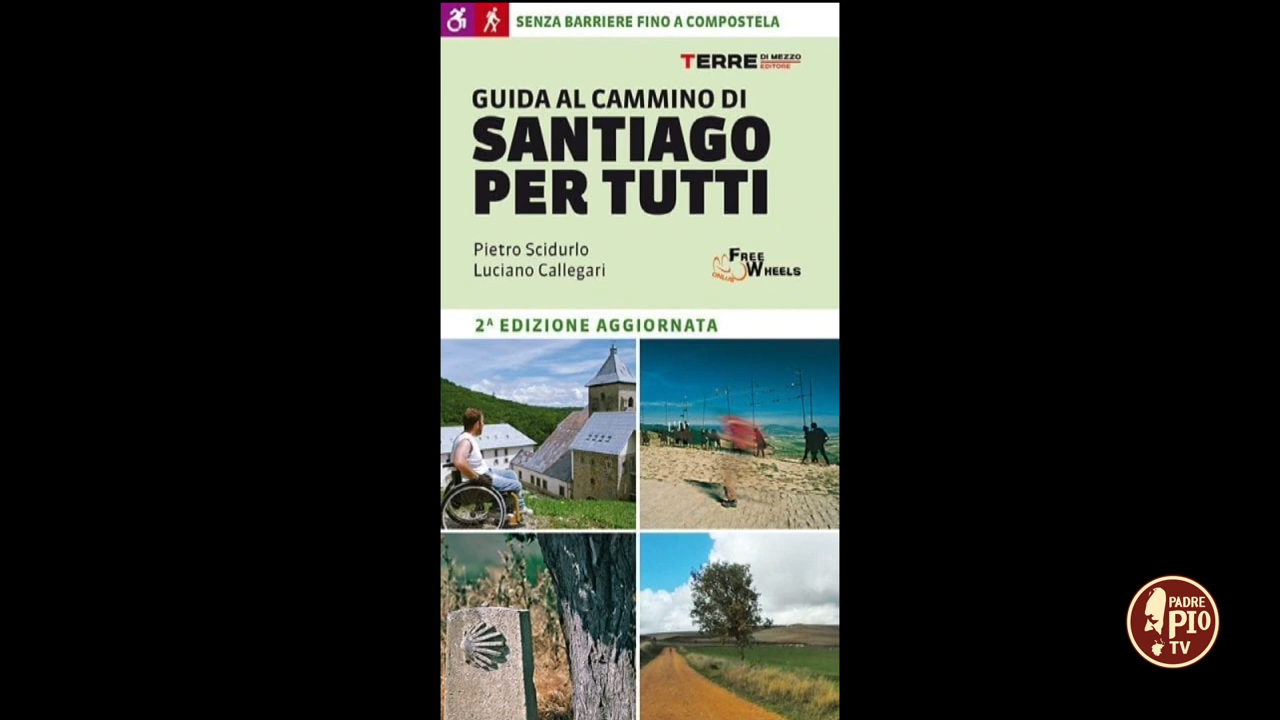 SENZA BARRIERE FINO A COMPOSTELA
TERRE DI MEZZO
EDITORE
GUIDA AL CAMMINO DI
SANTIAGO
PER TUTTI
Pietro Scidurlo
Luciano Callegari
FREE
WHEELS
ONLUS
2ᴬ EDIZIONE AGGIORNATA
PADRE
PIO
TV